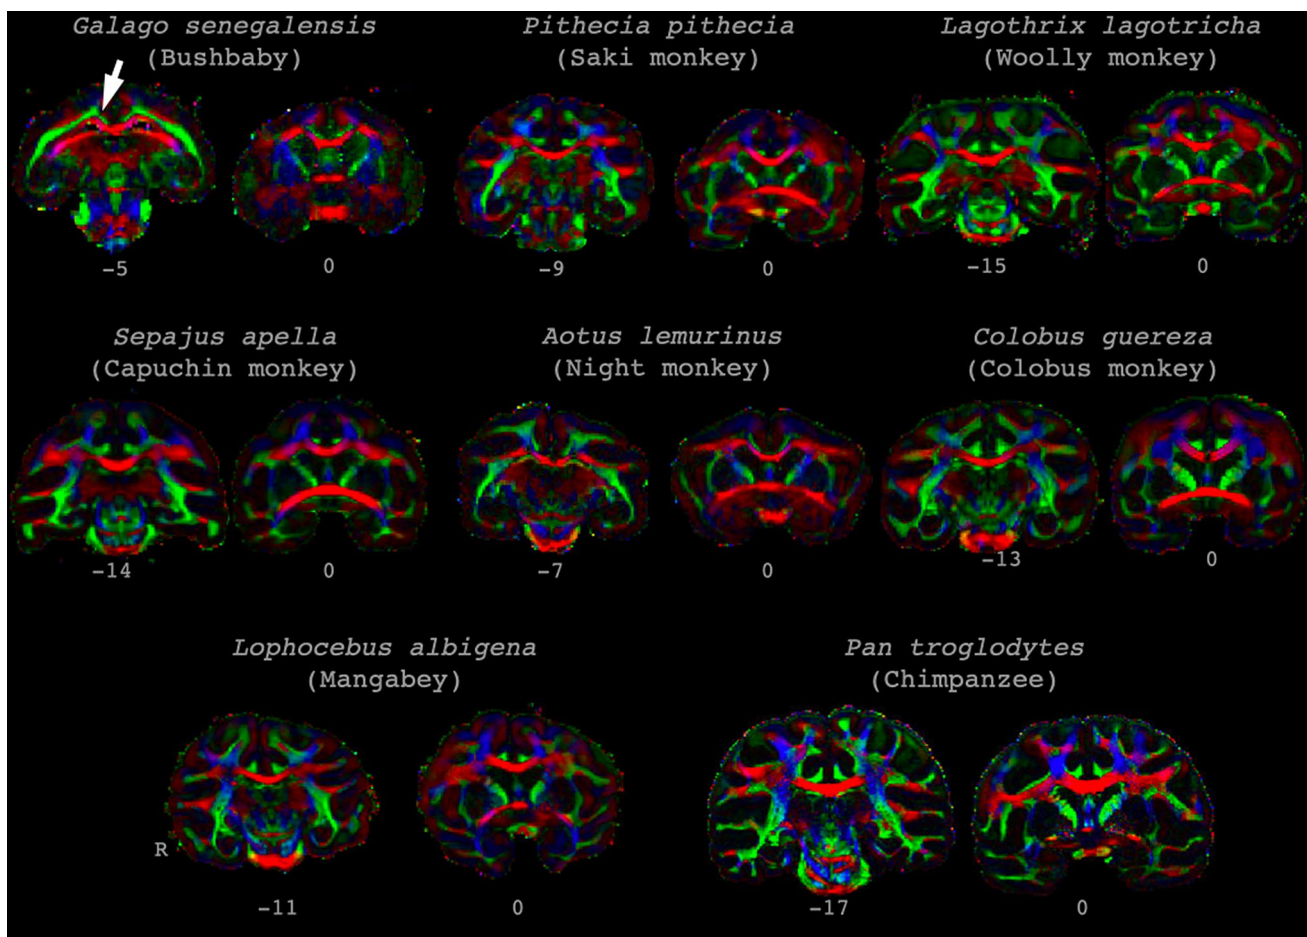 Galago senegalensis
(Bushbaby)
Pithecia pithecia
(Saki monkey)
Lagothrix lagotricha
(Woolly monkey)
-5
0
-9
0
-15
0
Sepajus apella
(Capuchin monkey)
Aotus lemurinus
(Night monkey)
Colobus guereza
(Colobus monkey)
-14
0
-7
0
-13
0
Lophocebus albigena
(Mangabey)
Pan troglodytes
(Chimpanzee)
R
-11
0
-17
0